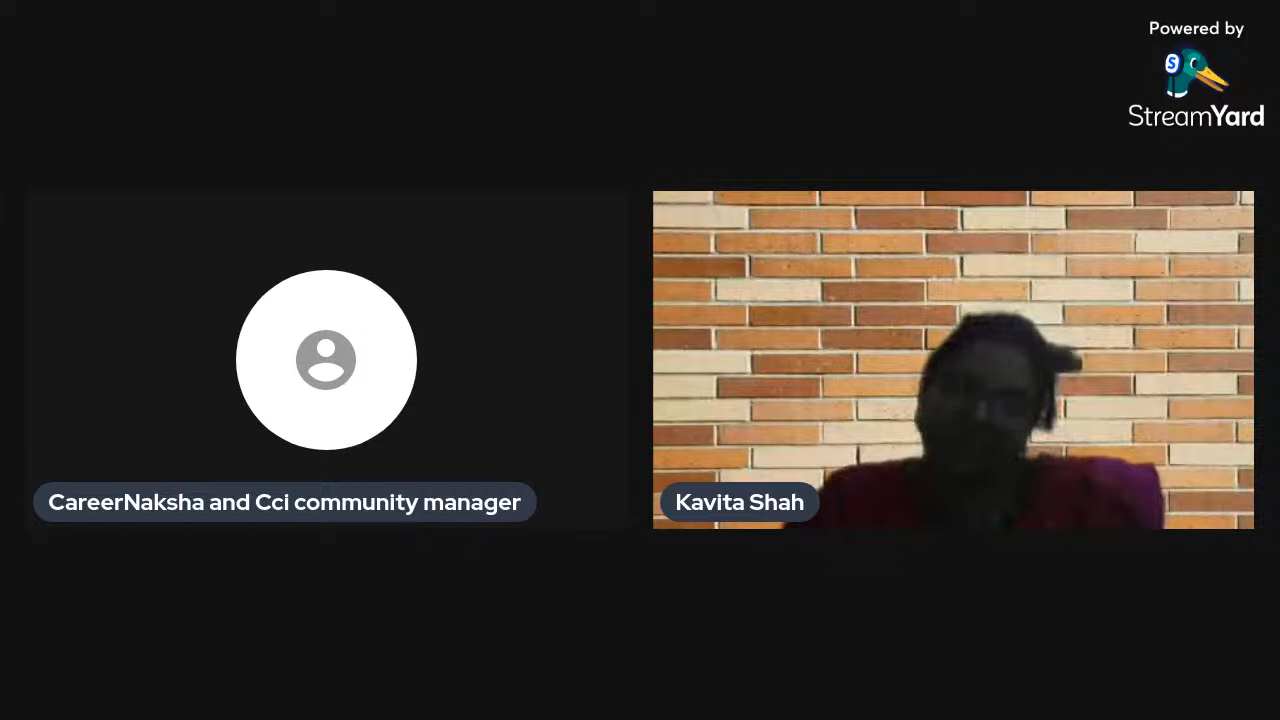 Powered by
S
StreamYard
CareerNaksha and Cci community manager
Kavita Shah